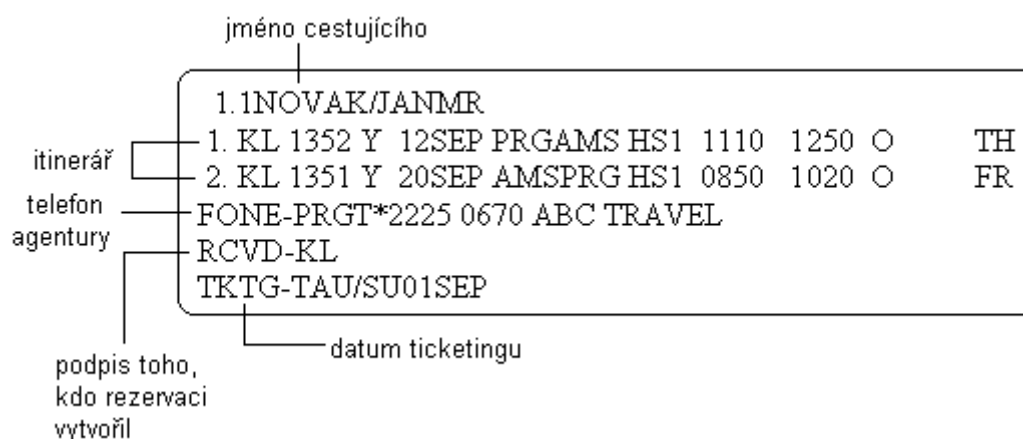 jméno cestujícího
1.1NOVAK/JANMR
1. KL 1352 Y 12SEP PRGAMS HS1 1110 1250 O TH
2. KL 1351 Y 20SEP AMSPRG HS1 0850 1020 O FR
itinerář
FONE-PRGT*2225 0670 ABC TRAVEL
telefon
agentury
RCVD-KL
TKTG-TAU/SU01SEP
datum ticketingu
podpis toho,
kdo rezervaci
vytvořil